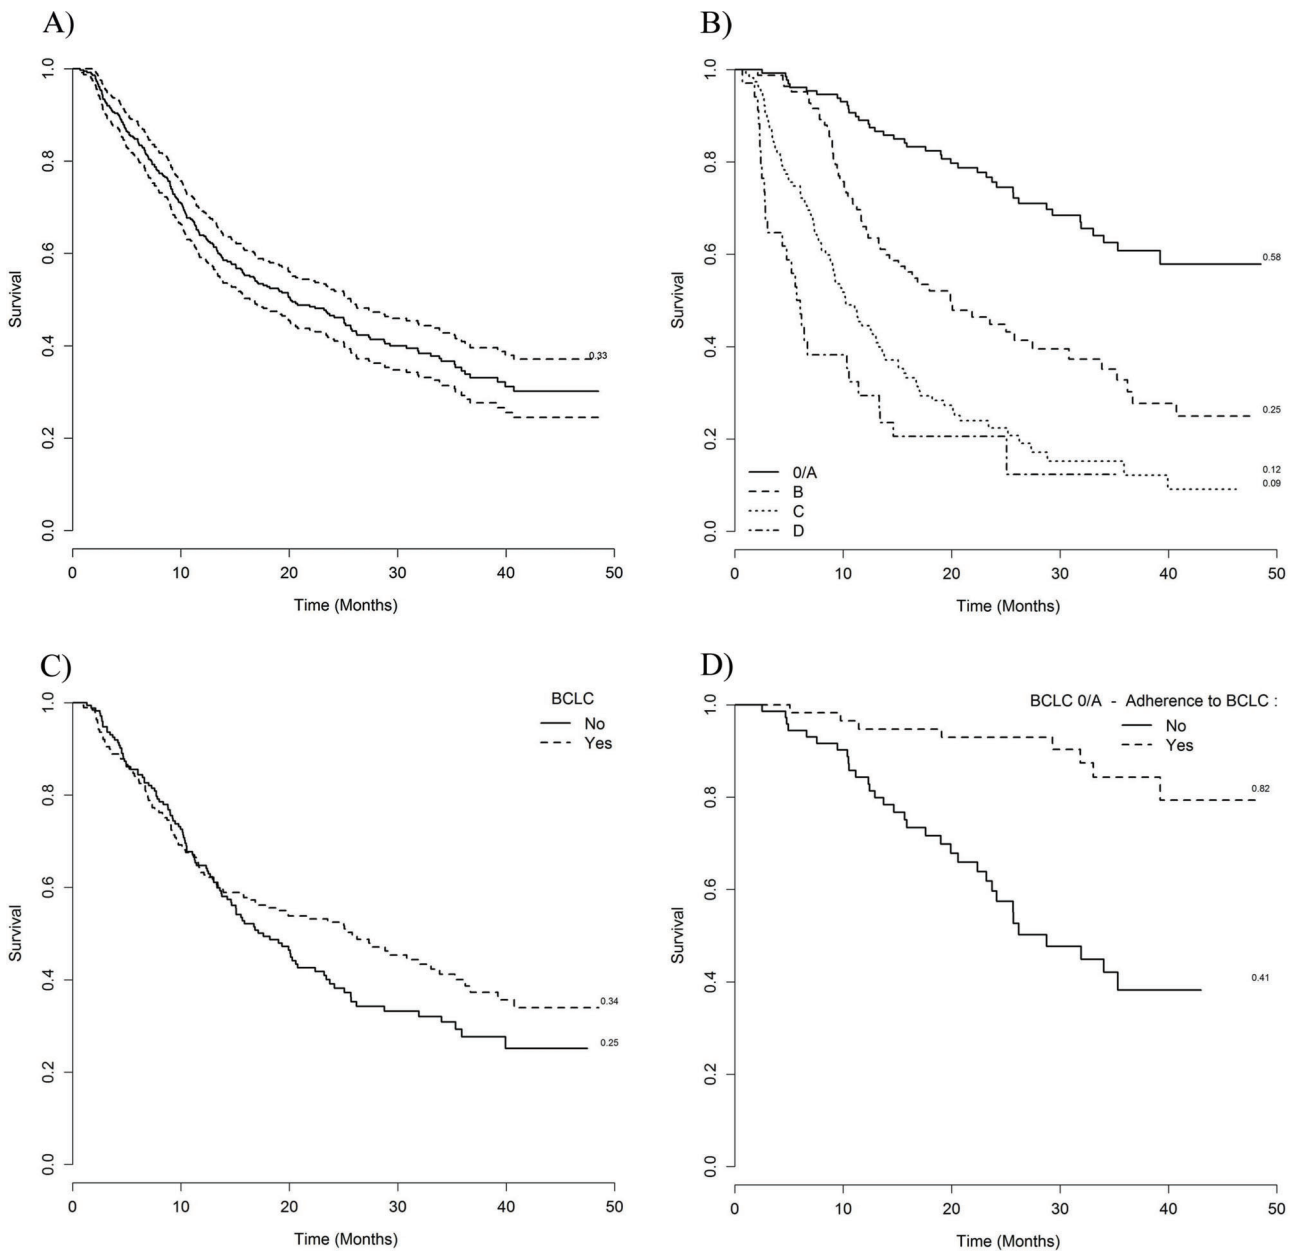 A)
1.0
0.8
0.6
0.4
0.2
0.0
Survival
0.33
0 10 20 30 40 50
Time (Months)
B)
1.0
0.8
0.6
0.4
0.2
0.0
Survival
0.58
0.25
0.12
0.09
0/A
B
C
D
0 10 20 30 40 50
Time (Months)
C)
1.0
0.8
0.6
0.4
0.2
0.0
Survival
BCLC
No
Yes
0.34
0.25
0 10 20 30 40 50
Time (Months)
D)
1.0
0.8
0.6
0.4
0.2
0.0
Survival
BCLC 0/A - Adherence to BCLC :
No
Yes
0.82
0.41
0 10 20 30 40 50
Time (Months)